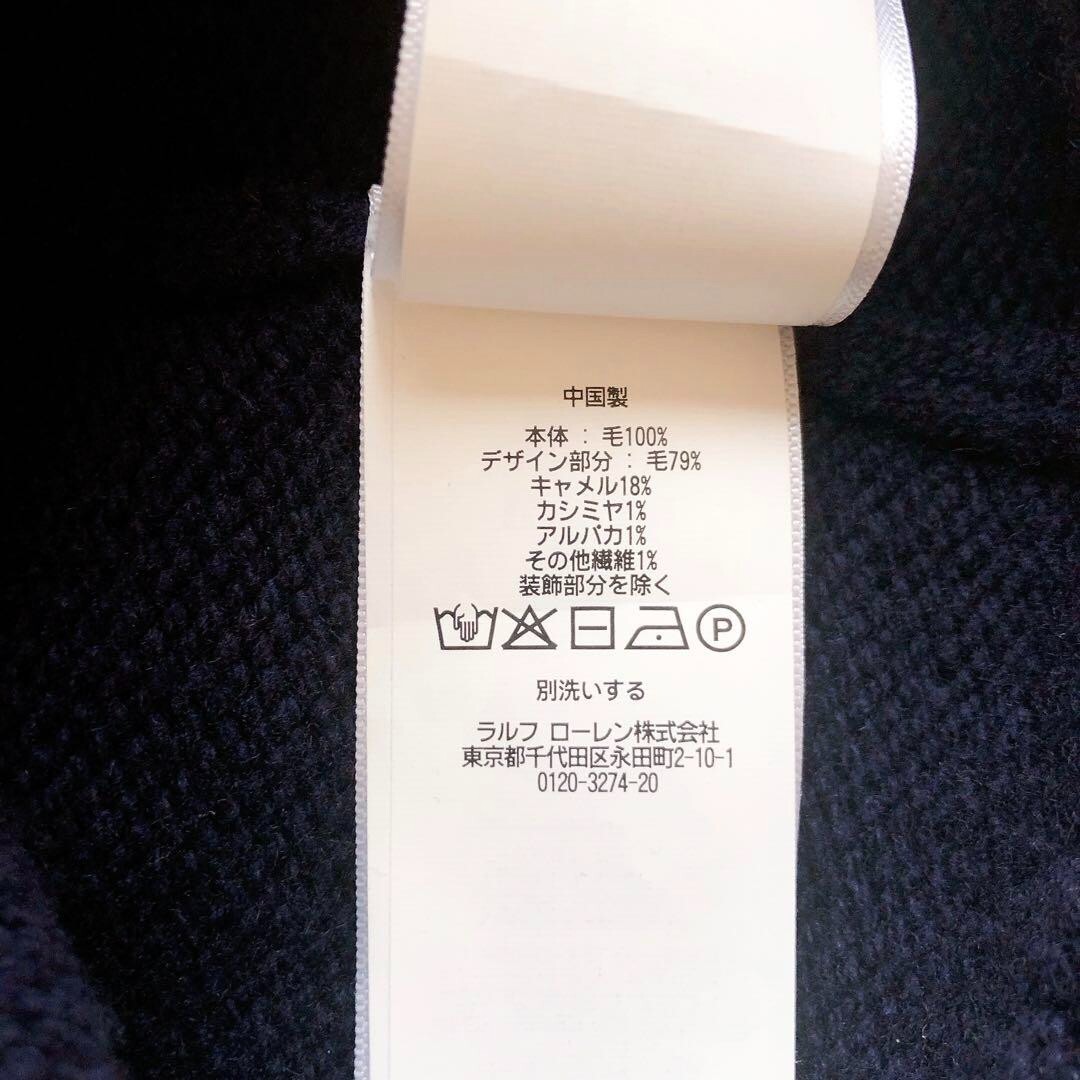 中国製
本体 : 毛100%
デザイン部分 : 毛79%
キャメル18%
カシミヤ1%
アルパカ1%
その他繊維1%
装飾部分を除く
P
別洗いする
ラルフ ローレン株式会社
東京都千代田区永田町2-10-1
0120-3274-20